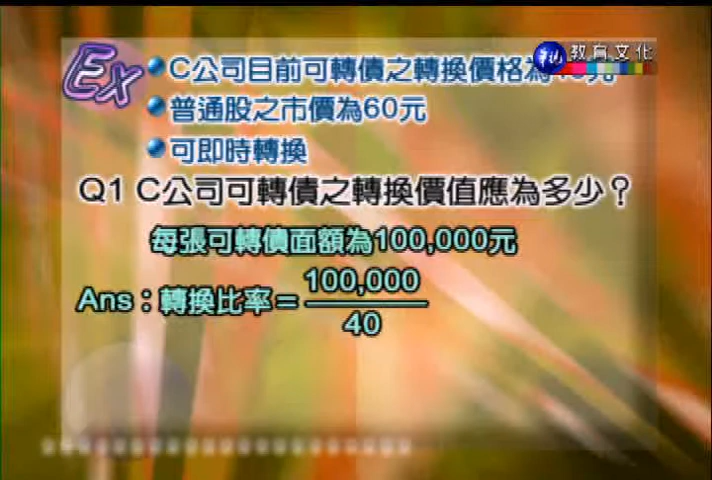 Ex
C公司目前可轉債之轉換價格為
華視 教育文化
普通股之市價為60元
可即時轉換
Q1 C公司可轉債之轉換價值應為多少？
每張可轉債面額為100,000元
Ans：轉換比率＝
100,000
40